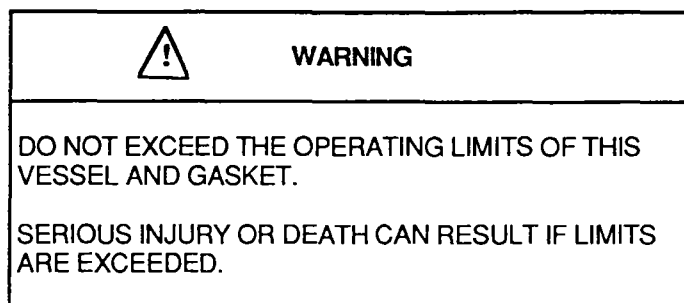 WARNING
DO NOT EXCEED THE OPERATING LIMITS OF THIS
VESSEL AND GASKET.
SERIOUS INJURY OR DEATH CAN RESULT IF LIMITS
ARE EXCEEDED.